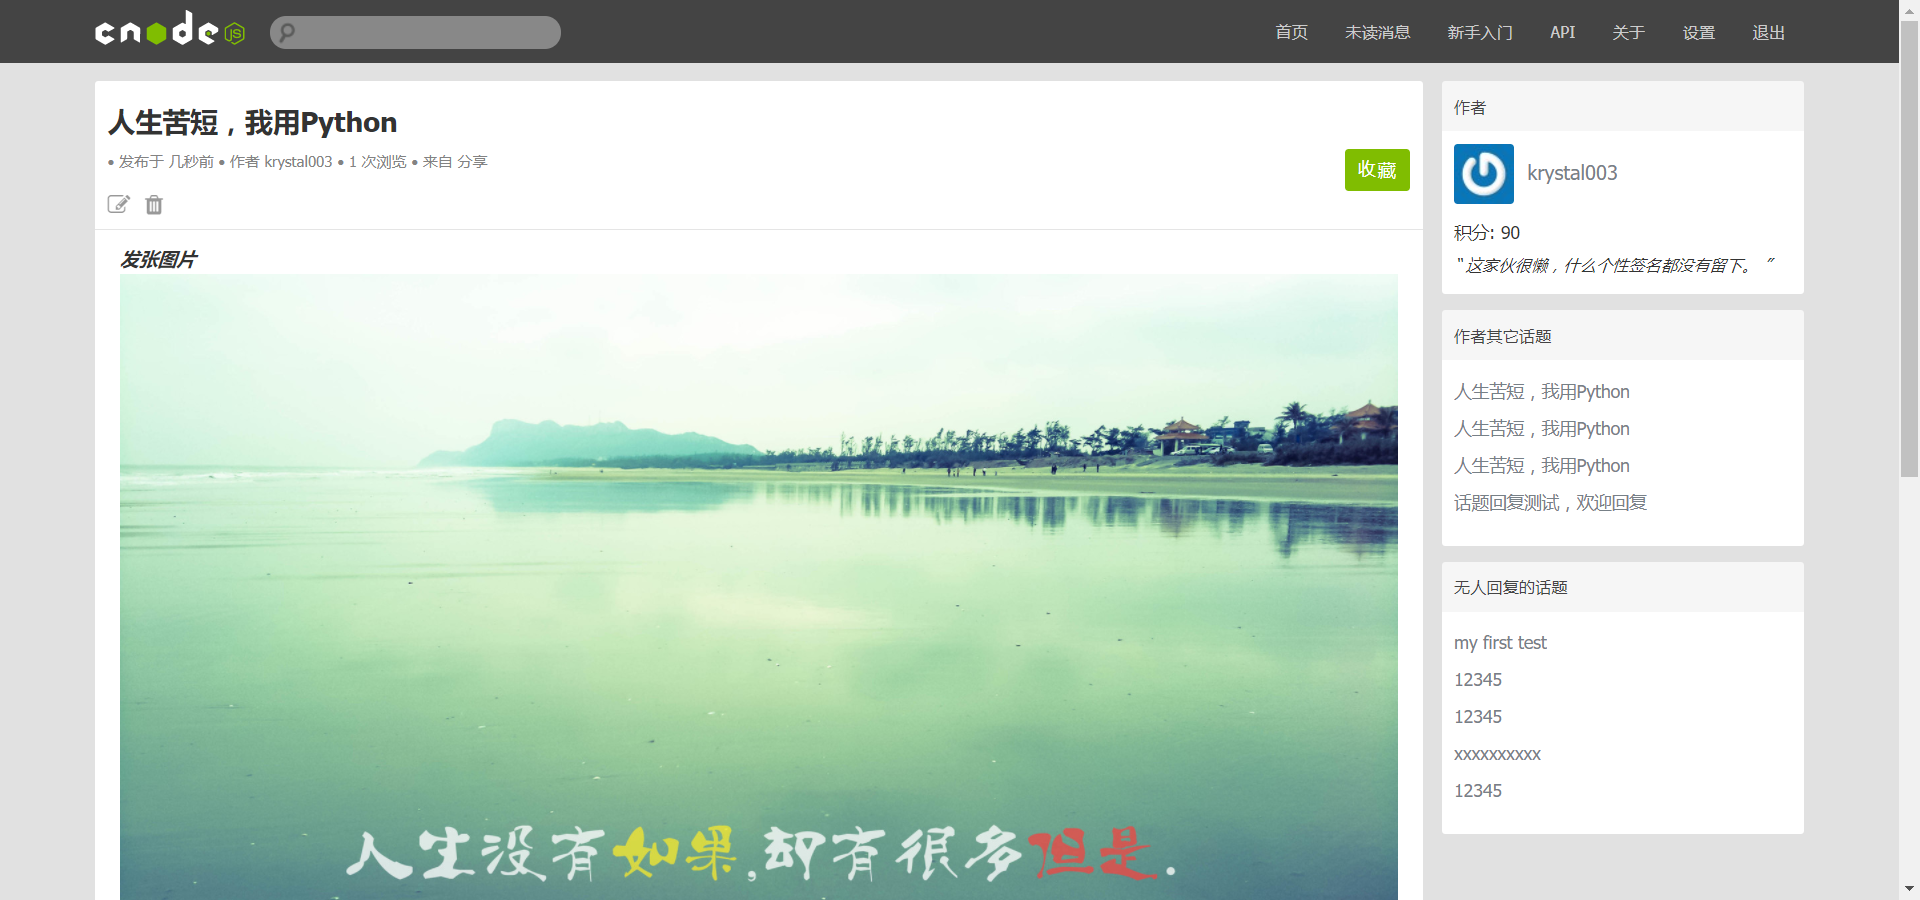 cnode JS
首页 未读消息 新手入门 API 关于 设置 退出
人生苦短，我用Python
• 发布于 几秒前 • 作者 krystal003 • 1 次浏览 • 来自 分享
收藏
发张图片
人生没有如果,却有很多但是.
作者
krystal003
积分: 90
“ 这家伙很懒，什么个性签名都没有留下。 ”
作者其它话题
人生苦短，我用Python
人生苦短，我用Python
人生苦短，我用Python
话题回复测试，欢迎回复
无人回复的话题
my first test
12345
12345
xxxxxxxxxx
12345